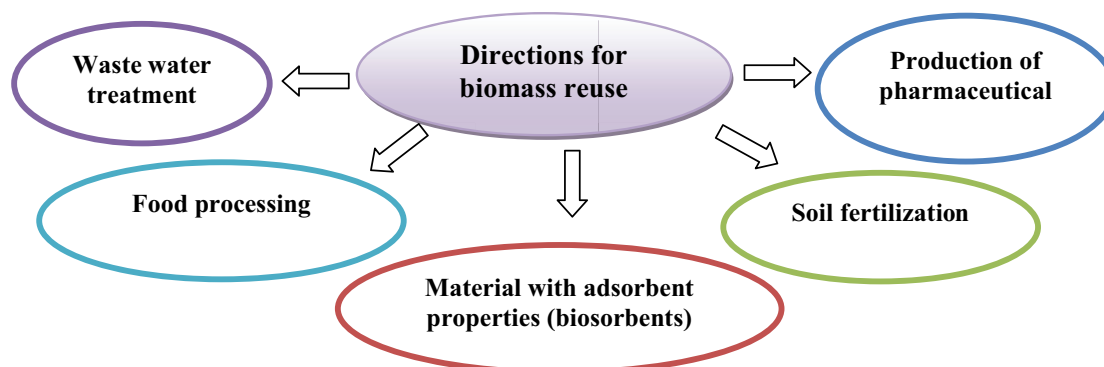 Directions for
biomass reuse
Waste water
treatment
Production of
pharmaceutical
Food processing
Soil fertilization
Material with adsorbent
properties (biosorbents)